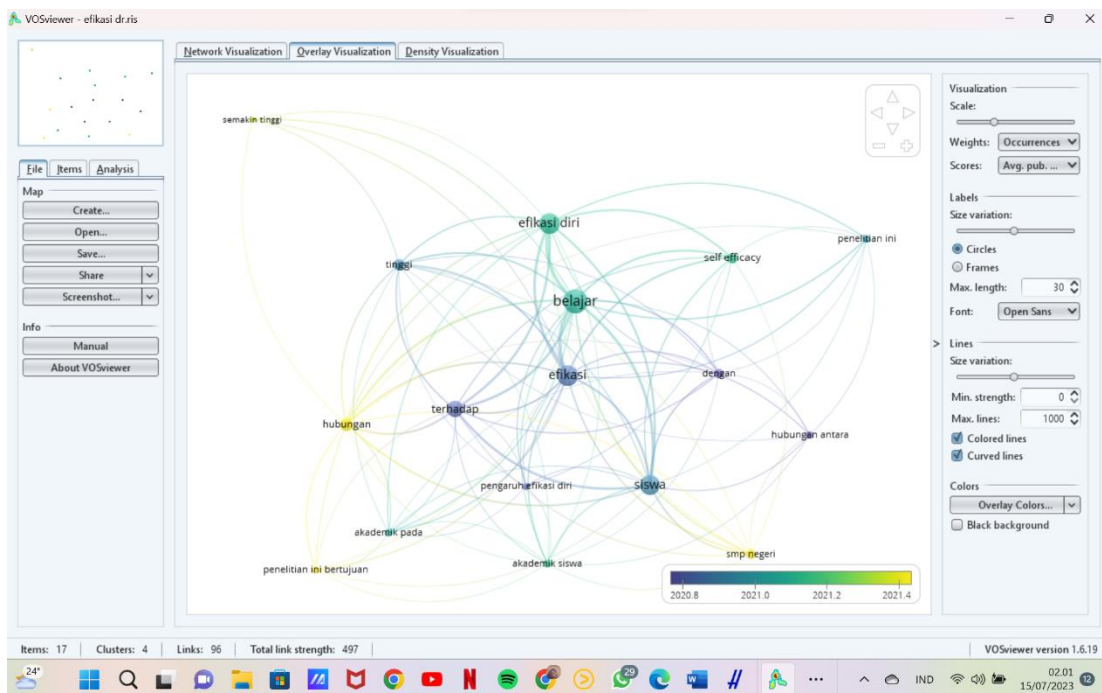 VOSviewer - efikasi dr.ris
Network Visualization
Overlay Visualization
Density Visualization
File
Items
Analysis
Map
Create...
Open...
Save...
Share
Screenshot...
Info
Manual
About VOSviewer
semakin tinggi
efikasi diri
penelitian ini
tinggi
self efficacy
belajar
efikasi
dengan
terhadap
hubungan
hubungan antara
pengaruh efikasi diri
siswa
akademik pada
smp negeri
penelitian ini bertujuan
akademik siswa
2020.8 2021.0 2021.2 2021.4
Visualization
Scale:
Weights: Occurrences
Scores: Avg. pub. ...
Labels
Size variation:
Circles
Frames
Max. length: 30
Font: Open Sans
>
Lines
Size variation:
Min. strength: 0
Max. lines: 1000
Colored lines
Curved lines
Colors
Overlay Colors...
Black background
Items: 17 Clusters: 4 Links: 96 Total link strength: 497
VOSviewer version 1.6.19
24°
29
IND
02.01
15/07/2023
12